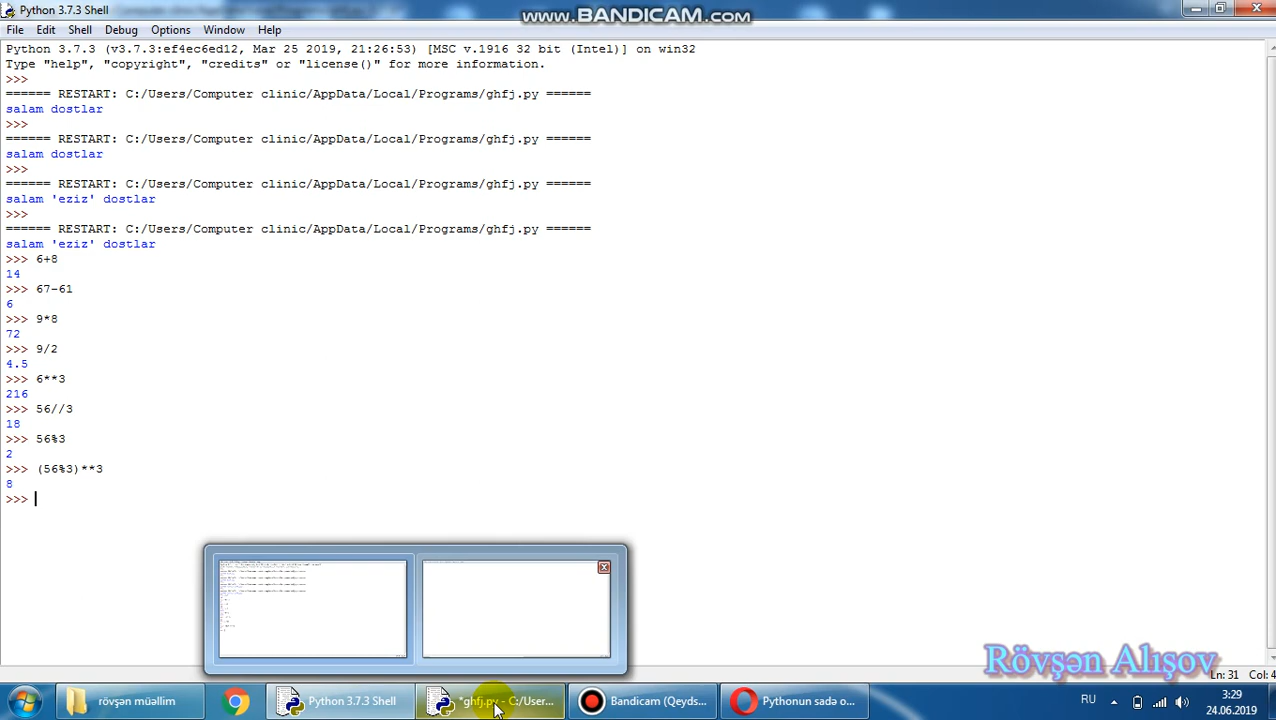 Python 3.7.3 Shell
www.BANDICAM.com
File Edit Shell Debug Options Window Help
Python 3.7.3 (v3.7.3:ef4ec6ed12, Mar 25 2019, 21:26:53) [MSC v.1916 32 bit (Intel)] on win32
Type "help", "copyright", "credits" or "license()" for more information.
>>>
====== RESTART: C:/Users/Computer clinic/AppData/Local/Programs/ghfj.py ======
salam dostlar
>>>
====== RESTART: C:/Users/Computer clinic/AppData/Local/Programs/ghfj.py ======
salam dostlar
>>>
====== RESTART: C:/Users/Computer clinic/AppData/Local/Programs/ghfj.py ======
salam 'eziz' dostlar
>>>
====== RESTART: C:/Users/Computer clinic/AppData/Local/Programs/ghfj.py ======
salam 'eziz' dostlar
>>> 6+8
14
>>> 67-61
6
>>> 9*8
72
>>> 9/2
4.5
>>> 6**3
216
>>> 56//3
18
>>> 56%3
2
>>> (56%3)**3
8
>>>
Rövşən Alışov
Ln: 31 Col: 4
rövşən müəllim
Python 3.7.3 Shell
*ghfj.py - C:/User...
Bandicam (Qeyds...
Pythonun sadə o...
RU
3:29
24.06.2019